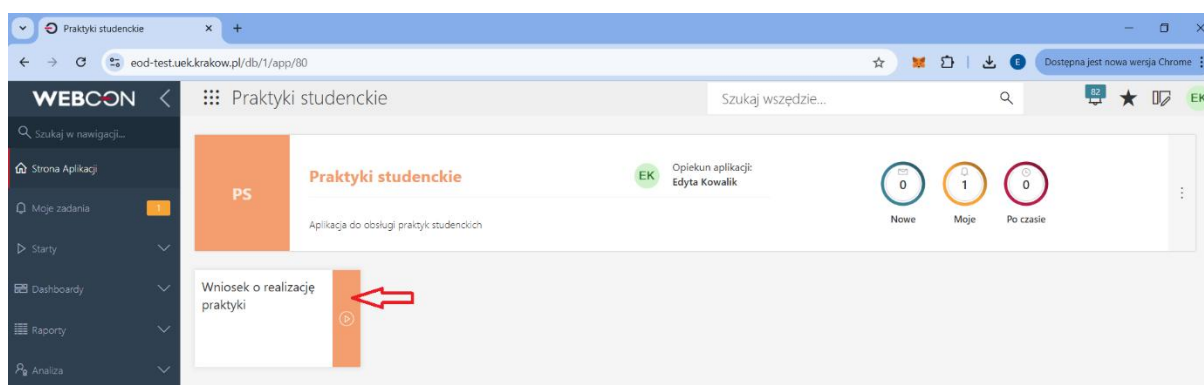 Praktyki studenckie
eod-test.uek.krakow.pl/db/1/app/80
E
Dostępna jest nowa wersja Chrome
WEBCON
Praktyki studenckie
Szukaj wszędzie...
82
EK
Szukaj w nawigacji...
Strona Aplikacji
Moje zadania
1
Starty
Dashboardy
Raporty
Analiza
PS
Praktyki studenckie
Aplikacja do obsługi praktyk studenckich
EK
Opiekun aplikacji:
Edyta Kowalik
0
1
0
Nowe
Moje
Po czasie
Wniosek o realizację
praktyki